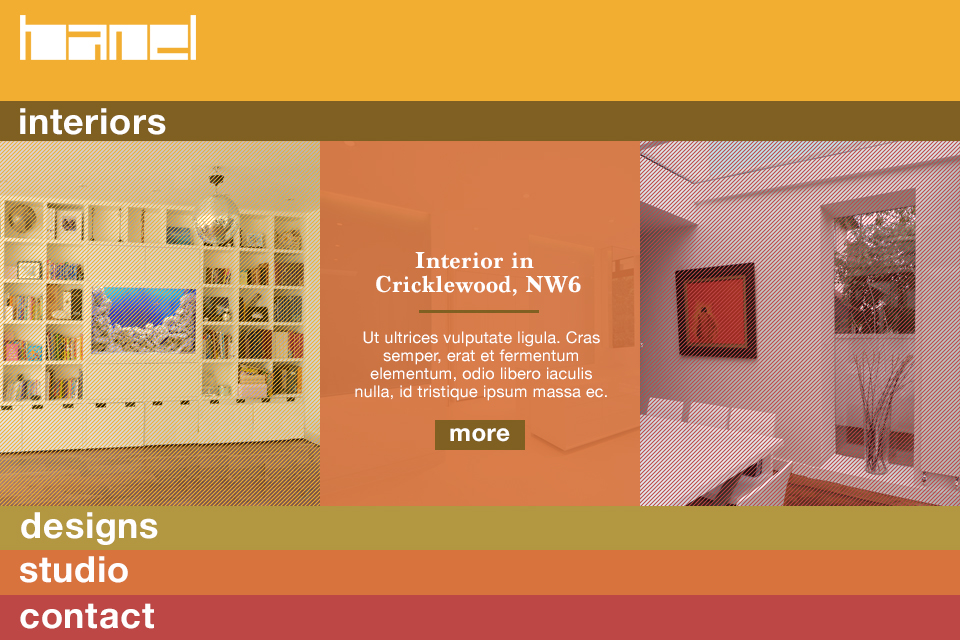 band
interiors
Interior in
Cricklewood, NW6
Ut ultrices vulputate ligula. Cras
semper, erat et fermentum
elementum, odio libero iaculis
nulla, id tristique ipsum massa ec.
more
designs
studio
contact